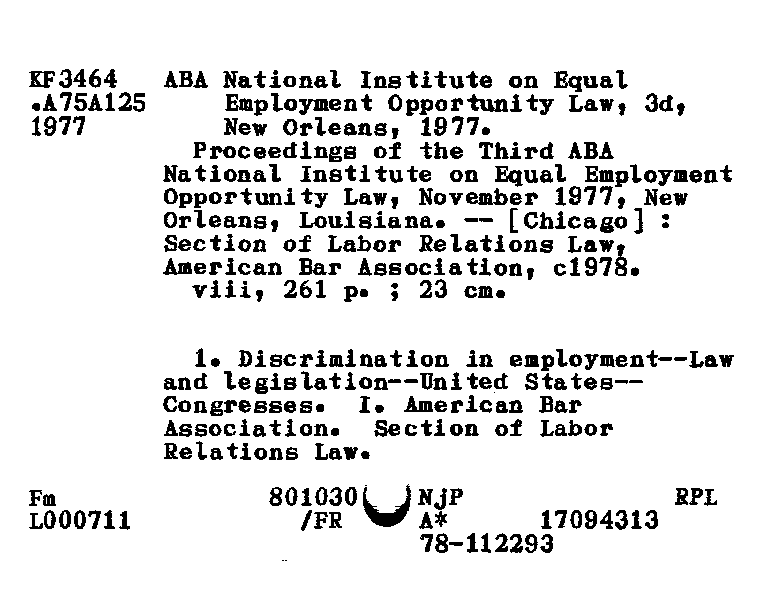 KF3464 ABA National Institute on Equal
.A75A125 Employment Opportunity Law, 3d,
1977 New Orleans, 1977.
Proceedings of the Third ABA
National Institute on Equal Employment
Opportunity Law, November 1977, New
Orleans, Louisiana. -- [Chicago] :
Section of Labor Relations Law,
American Bar Association, c1978.
viii, 261 p. ; 23 cm.
1. Discrimination in employment--Law
and legislation--United States--
Congresses. I. American Bar
Association. Section of Labor
Relations Law.
Fm 801030 NjP RPL
L000711 /FR A* 17094313
78-112293